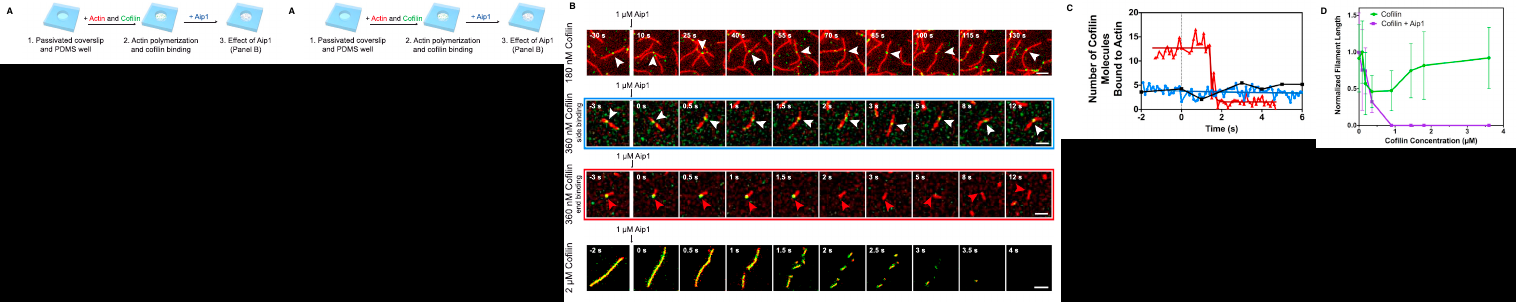 A
+ Actin and Cofilin
+ Aip1
1. Passivated coverslip
and PDMS well
2. Actin polymerization
and cofilin binding
3. Effect of Aip1
(Panel B)
A
+ Actin and Cofilin
+ Aip1
1. Passivated coverslip
and PDMS well
2. Actin polymerization
and cofilin binding
3. Effect of Aip1
(Panel B)
B
1 µM Aip1
180 nM Cofilin
-30 s 10 s 25 s 40 s 55 s 70 s 85 s 100 s 115 s 130 s
1 µM Aip1
360 nM Cofilin
side binding
-3 s 0 s 0.5 s 1 s 1.5 s 2 s 3 s 5 s 8 s 12 s
1 µM Aip1
360 nM Cofilin
end binding
-3 s 0 s 0.5 s 1 s 1.5 s 2 s 3 s 5 s 8 s 12 s
1 µM Aip1
2 µM Cofilin
-2 s 0 s 0.5 s 1 s 1.5 s 2 s 2.5 s 3 s 3.5 s 4 s
C
Number of Cofilin
Molecules
Bound to Actin
20
15
10
5
0
-2 0 2 4 6
Time (s)
D
Normalized Filament Length
1.5
1.0
0.5
0.0
Cofilin
Cofilin + Aip1
0 1 2 3 4
Cofilin Concentration (µM)